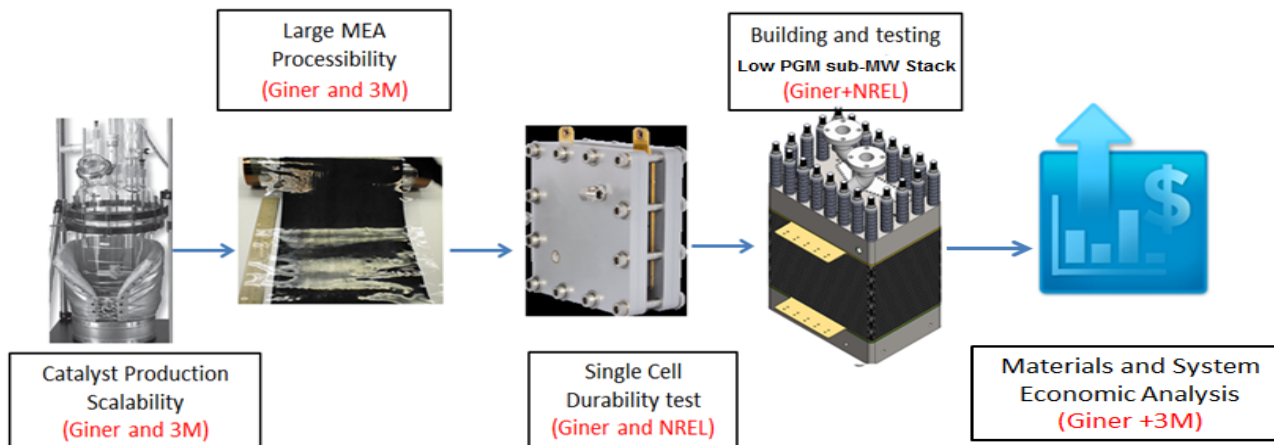 Large MEA
Processibility
(Giner and 3M)
Building and testing
Low PGM sub-MW Stack
(Giner+NREL)
$
Catalyst Production
Scalability
(Giner and 3M)
Single Cell
Durability test
(Giner and NREL)
Materials and System
Economic Analysis
(Giner +3M)